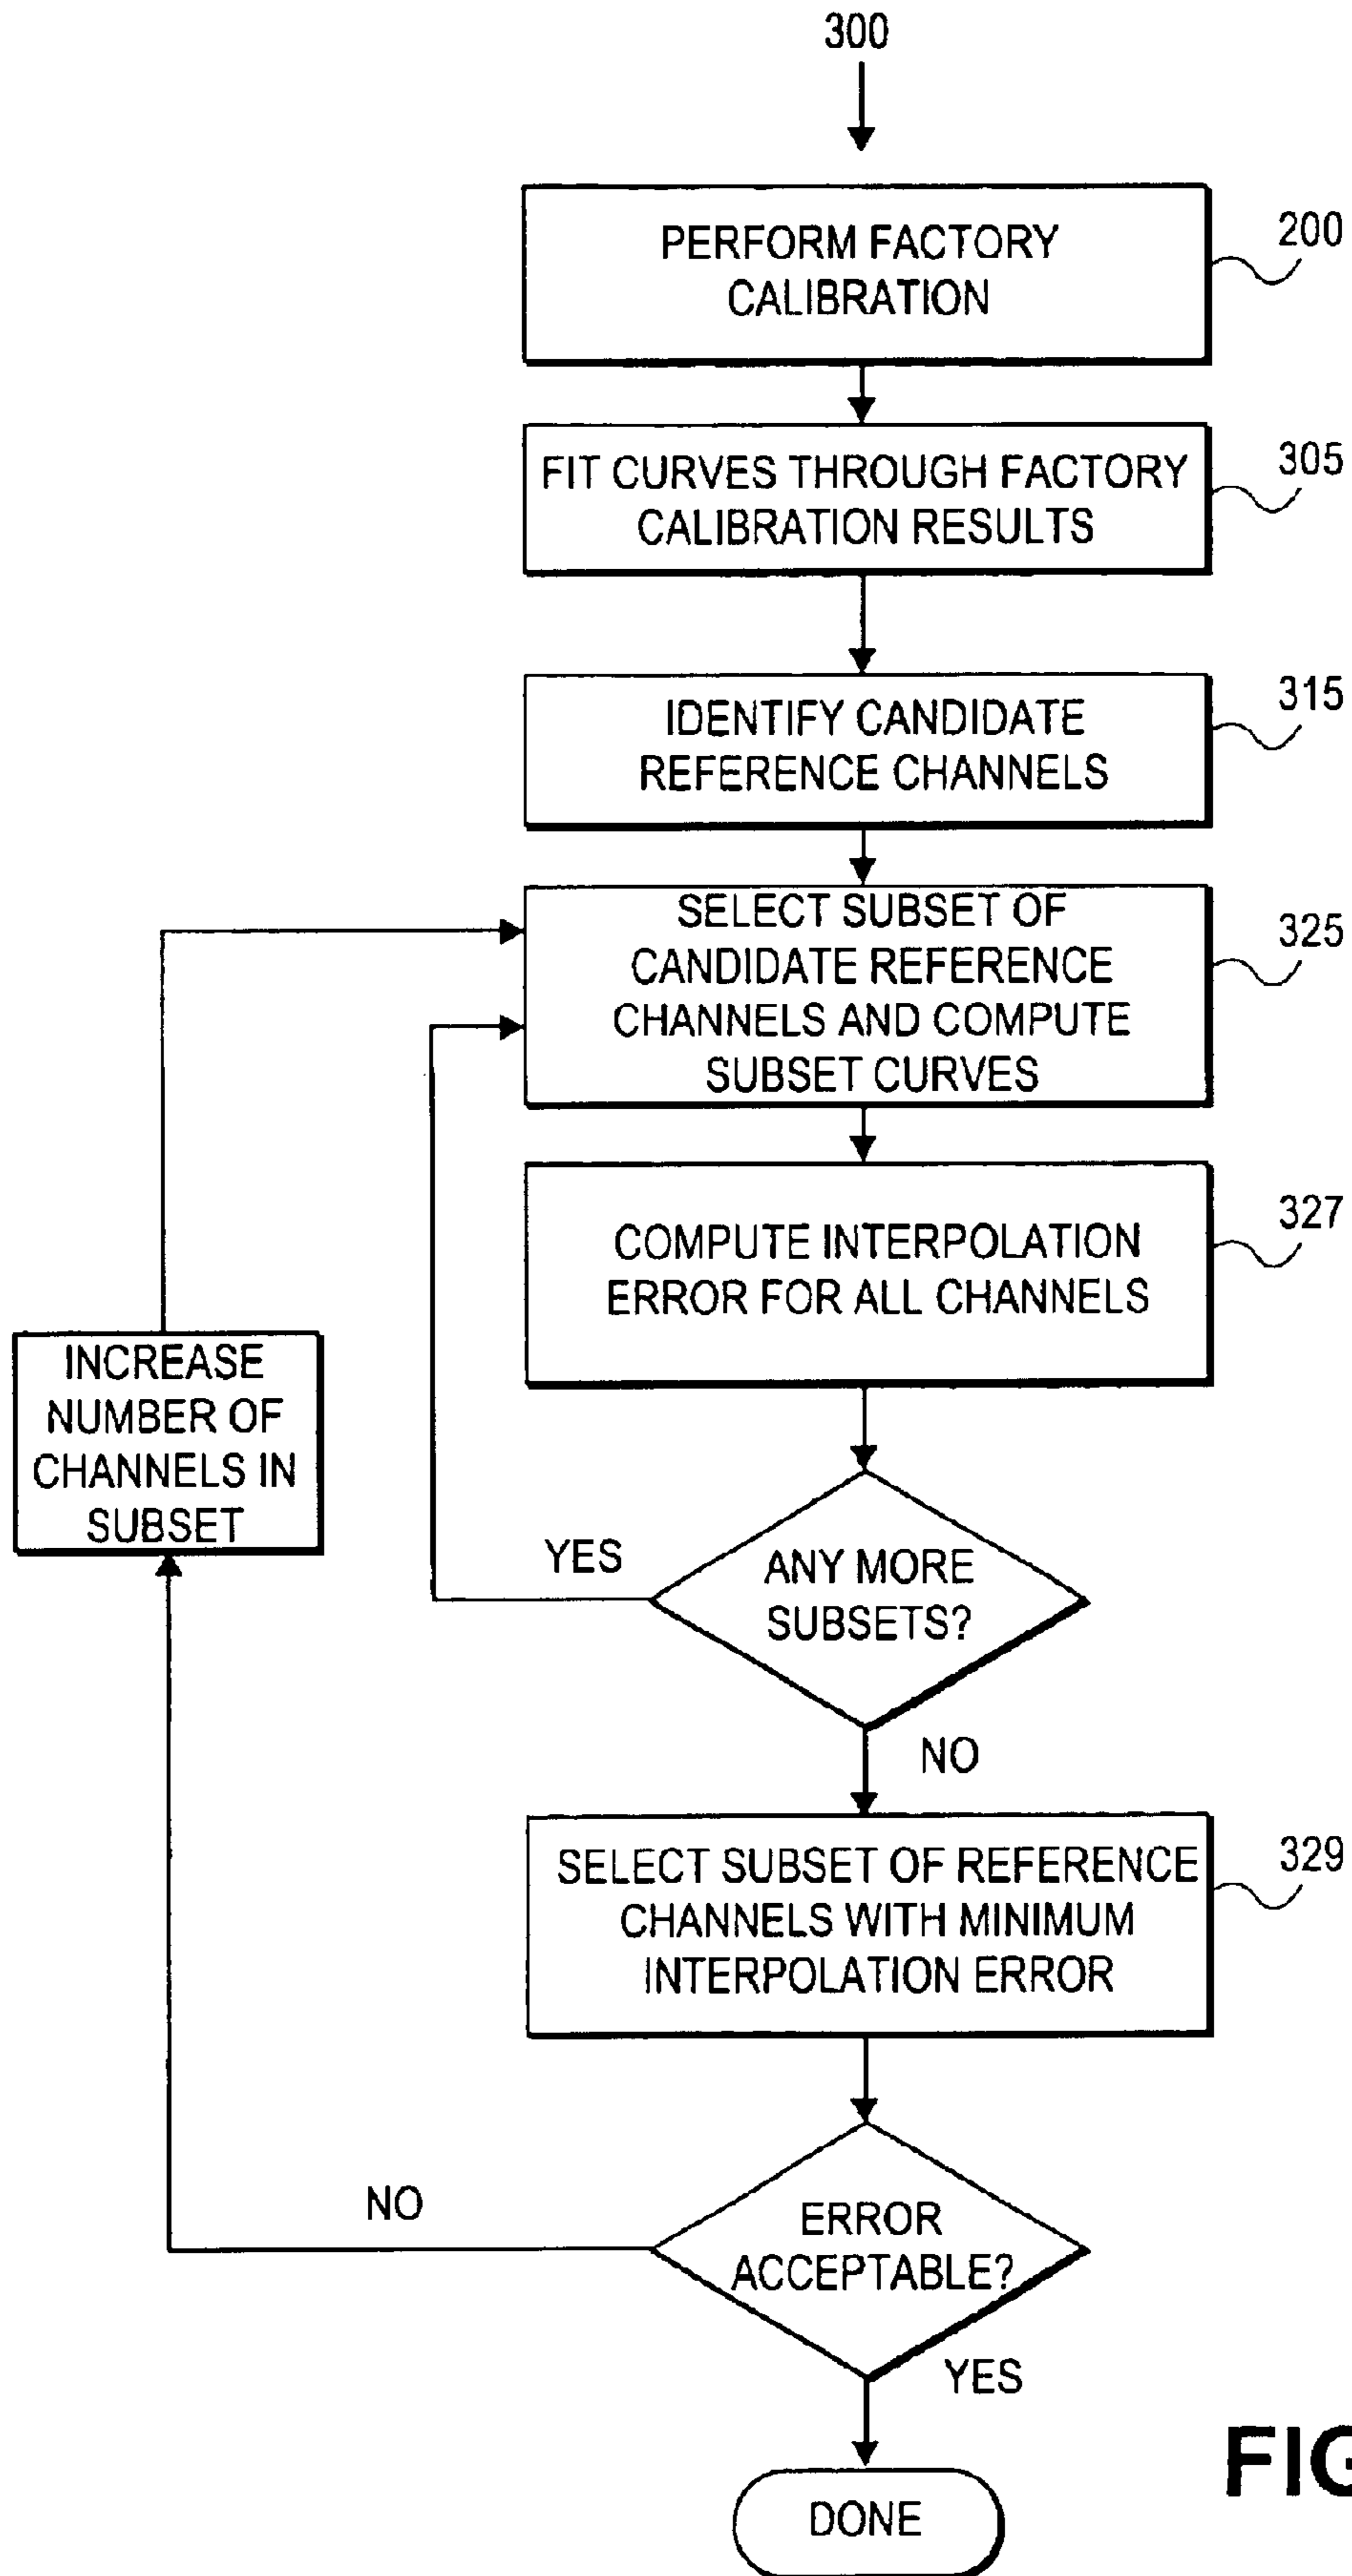 300
PERFORM FACTORY
CALIBRATION
200
FIT CURVES THROUGH FACTORY
CALIBRATION RESULTS
305
IDENTIFY CANDIDATE
REFERENCE CHANNELS
315
SELECT SUBSET OF
CANDIDATE REFERENCE
CHANNELS AND COMPUTE
SUBSET CURVES
325
COMPUTE INTERPOLATION
ERROR FOR ALL CHANNELS
327
INCREASE
NUMBER OF
CHANNELS IN
SUBSET
YES
ANY MORE
SUBSETS?
NO
SELECT SUBSET OF REFERENCE
CHANNELS WITH MINIMUM
INTERPOLATION ERROR
329
NO
ERROR
ACCEPTABLE?
YES
FIG
DONE